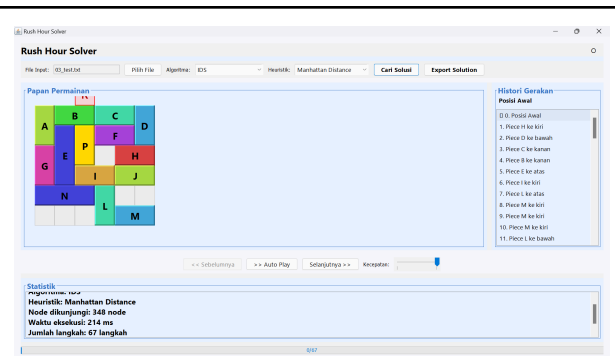 Rush Hour Solver
Rush Hour Solver
File Input: 03_test.txt Pilih File Algoritma: IDS Heuristik: Manhattan Distance Cari Solusi Export Solution
Papan Permainan
K
A B C D
E P F
G H
I J
N L
M
Histori Gerakan
Posisi Awal
0. Posisi Awal
1. Piece H ke kiri
2. Piece D ke bawah
3. Piece C ke kanan
4. Piece B ke kanan
5. Piece E ke atas
6. Piece I ke kiri
7. Piece L ke atas
8. Piece M ke kiri
9. Piece M ke kiri
10. Piece M ke kiri
11. Piece L ke bawah
<< Sebelumnya >> Auto Play Selanjutnya >> Kecepatan:
Statistik
Algoritma: IDS
Heuristik: Manhattan Distance
Node dikunjungi: 348 node
Waktu eksekusi: 214 ms
Jumlah langkah: 67 langkah
0/67